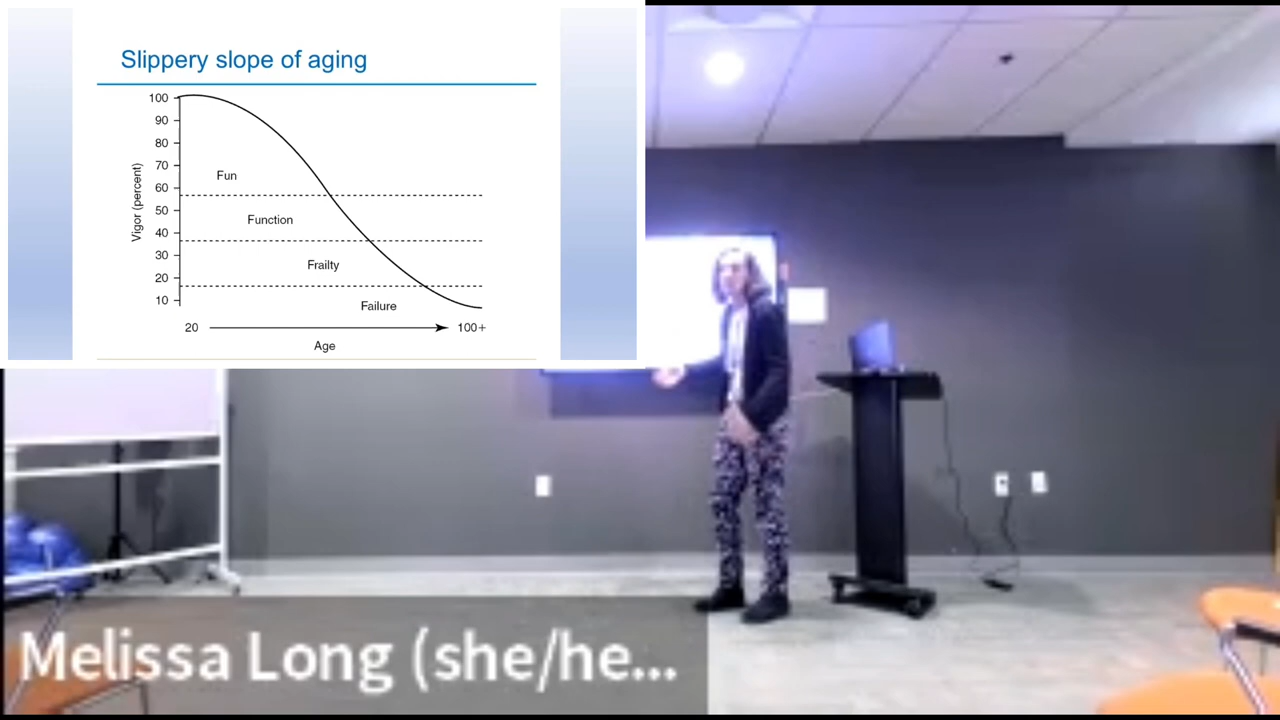 Slippery slope of aging
100
90
80
70
60
50
40
30
20
10
Vigor (percent)
Fun
Function
Frailty
Failure
20
100+
Age
Melissa Long (she/he...